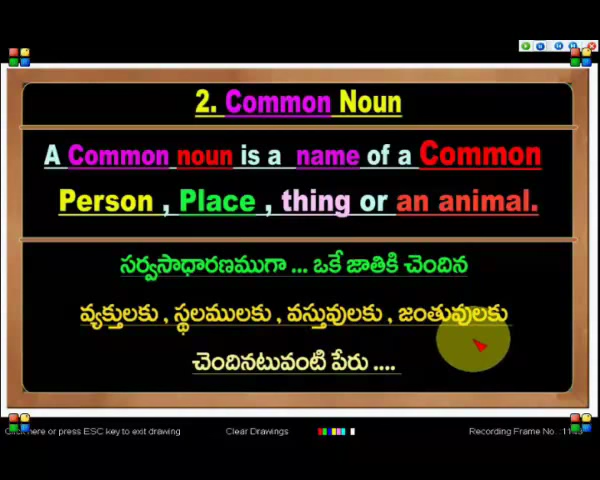 2. Common Noun
A Common noun is a name of a Common
Person , Place , thing or an animal.
సర్వసాధారణముగా ... ఒకే జాతికి చెందిన
వ్యక్తులకు , స్థలములకు , వస్తువులకు , జంతువులకు
చెందినటువంటి పేరు ....
here or press ESC key to exit drawing Clear Drawings Recording Frame No. :